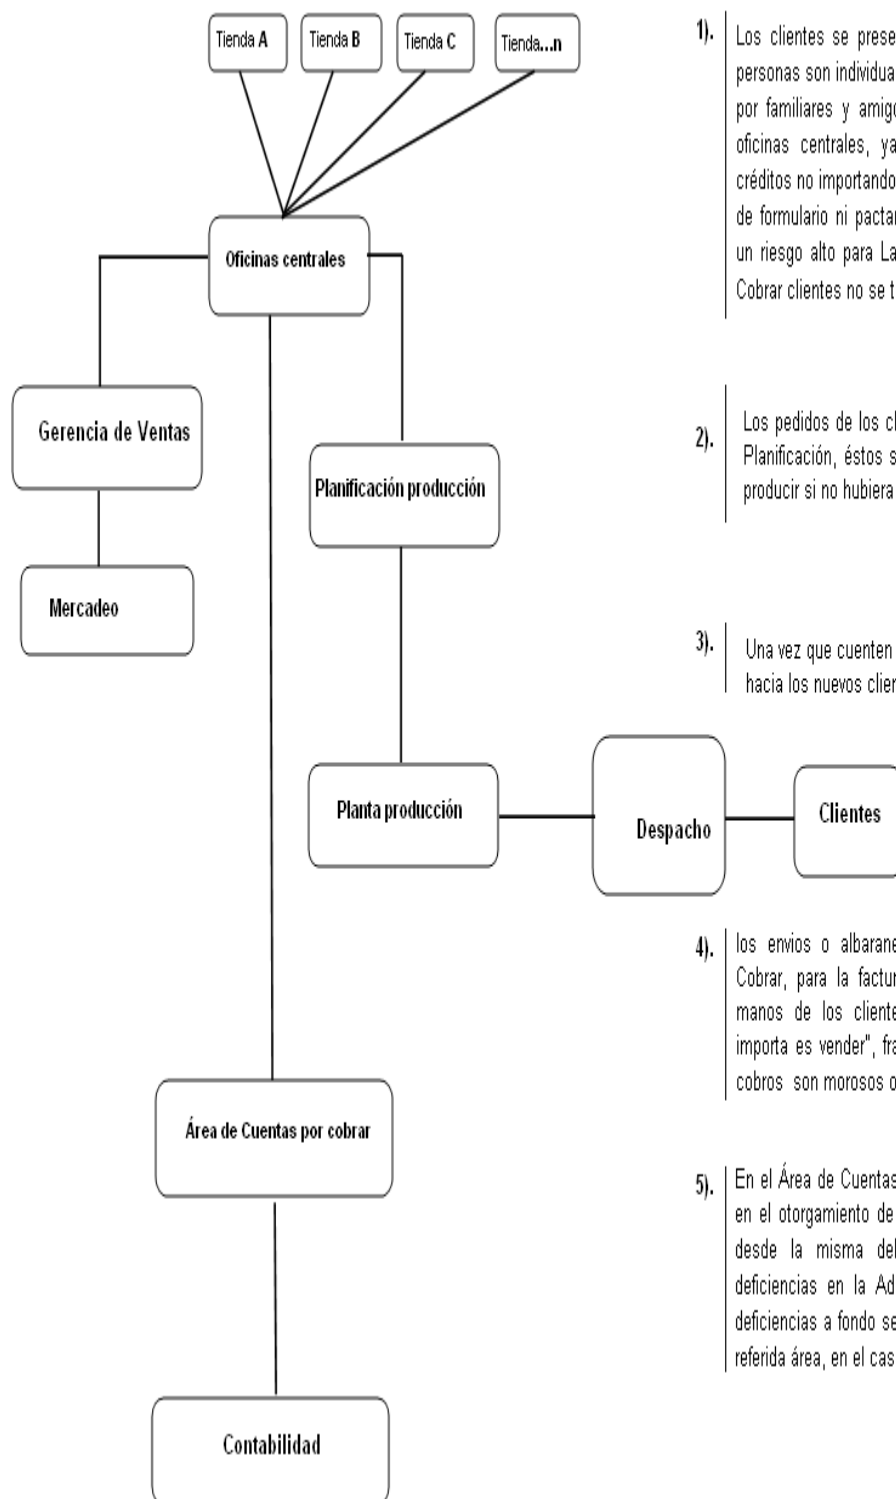 Tienda A
Tienda B
Tienda C
Tienda...n
Oficinas centrales
Gerencia de Ventas
Mercadeo
Planificación producción
Planta producción
Despacho
Clientes
Área de Cuentas por cobrar
Contabilidad
1).
Los clientes se prese
personas son individua
por familiares y amig
oficinas centrales, ya
créditos no importando
de formulario ni pactar
un riesgo alto para La
Cobrar clientes no se t
2).
Los pedidos de los cl
Planificación, éstos s
producir si no hubiera
3).
Una vez que cuenten
hacia los nuevos clien
4).
los envios o albarane
Cobrar, para la factur
manos de los cliente
importa es vender", fra
cobros son morosos o
5).
En el Área de Cuentas
en el otorgamiento de
desde la misma del
deficiencias en la Ad
deficiencias a fondo se
referida área, en el cas